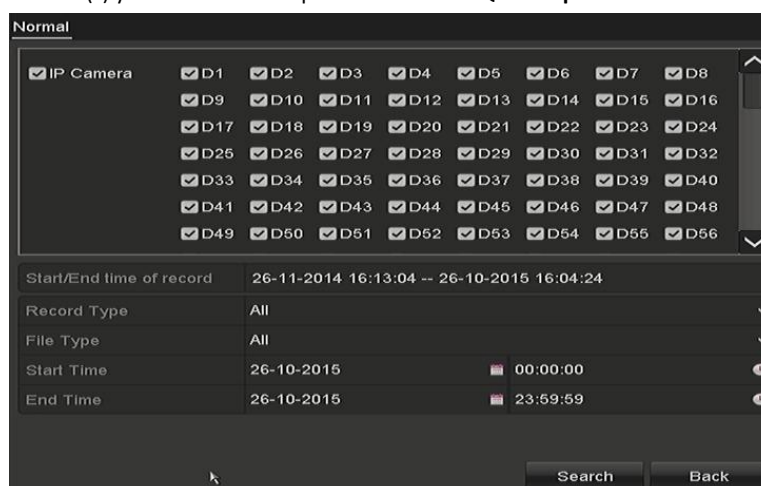 Normal
IP Camera D1 D2 D3 D4 D5 D6 D7 D8
D9 D10 D11 D12 D13 D14 D15 D16
D17 D18 D19 D20 D21 D22 D23 D24
D25 D26 D27 D28 D29 D30 D31 D32
D33 D34 D35 D36 D37 D38 D39 D40
D41 D42 D43 D44 D45 D46 D47 D48
D49 D50 D51 D52 D53 D54 D55 D56
Start/End time of record 26-11-2014 16:13:04 -- 26-10-2015 16:04:24
Record Type All
File Type All
Start Time 26-10-2015 00:00:00
End Time 26-10-2015 23:59:59
Search Back